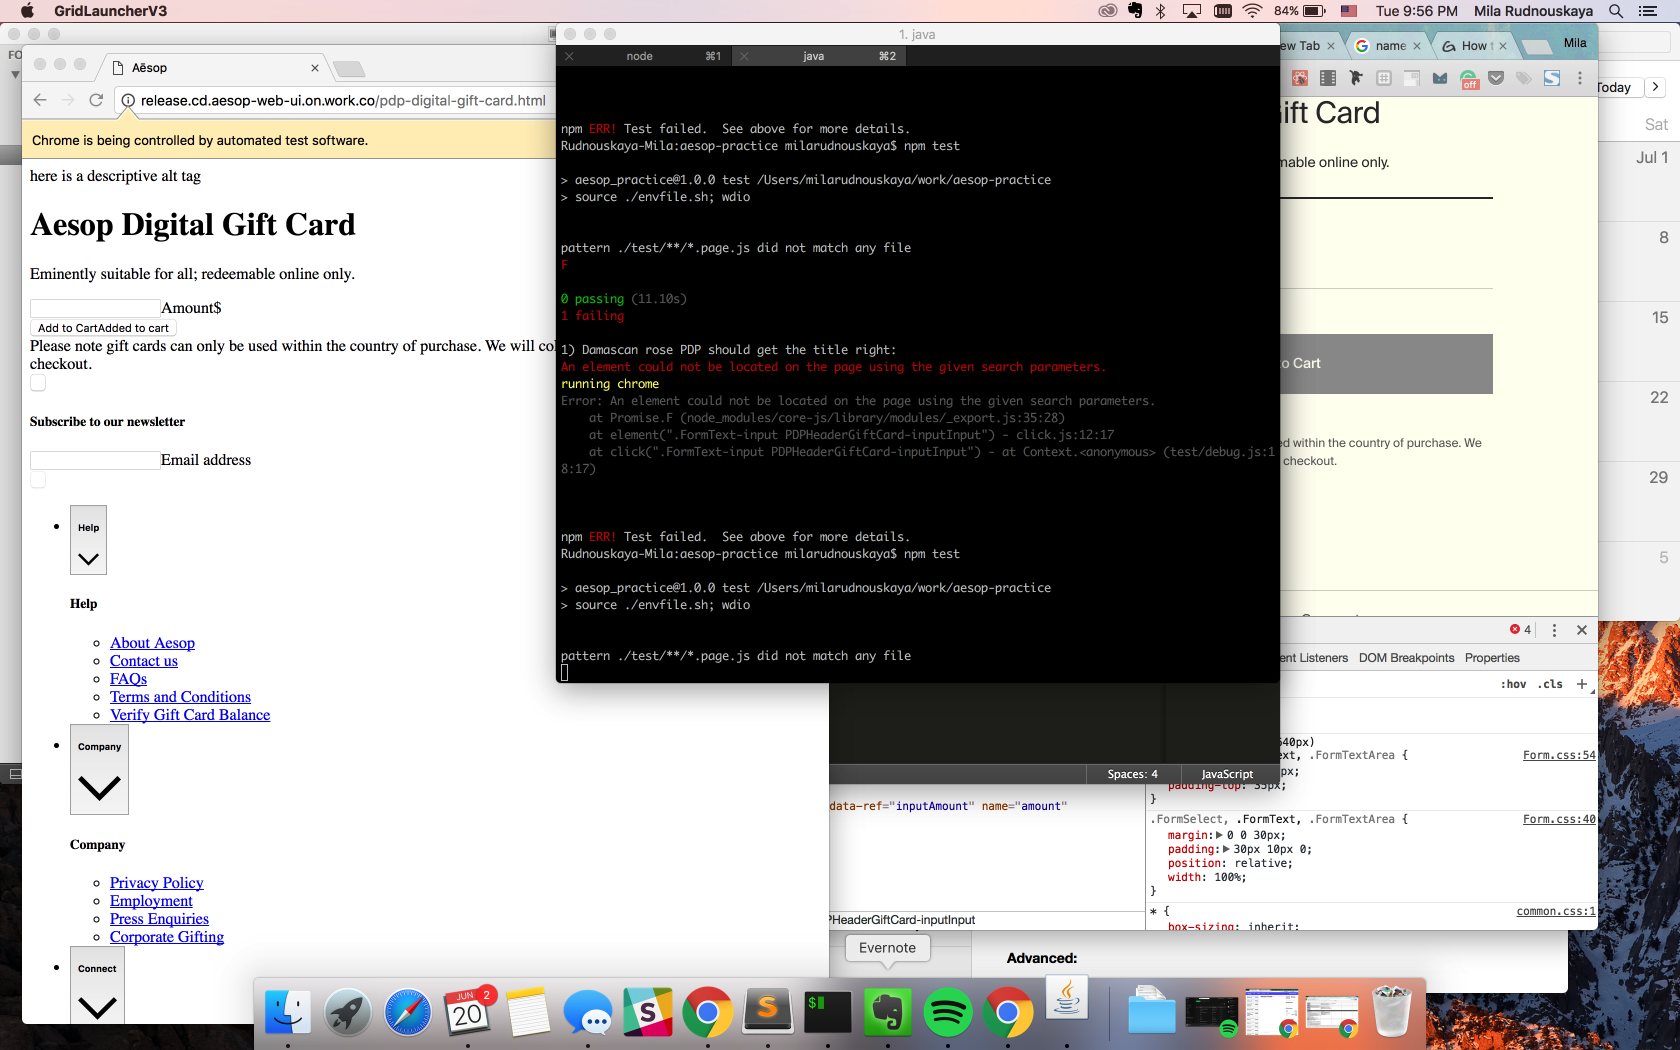 GridLauncherV3
84%
Tue 9:56 PM
Mila Rudnouskaya
FO
Aēsop
release.cd.aesop-web-ui.on.work.co/pdp-digital-gift-card.html
Chrome is being controlled by automated test software.
here is a descriptive alt tag
Aesop Digital Gift Card
Eminently suitable for all; redeemable online only.
Amount$
Add to CartAdded to cart
Please note gift cards can only be used within the country of purchase. We will col
checkout.
Subscribe to our newsletter
Email address
Help
Help
About Aesop
Contact us
FAQs
Terms and Conditions
Verify Gift Card Balance
Company
Company
Privacy Policy
Employment
Press Enquiries
Corporate Gifting
Connect
1. java
node ⌘1
java ⌘2
npm ERR! Test failed.  See above for more details.
Rudnouskaya-Mila:aesop-practice milarudnouskaya$ npm test
> aesop_practice@1.0.0 test /Users/milarudnouskaya/work/aesop-practice
> source ./envfile.sh; wdio
pattern ./test/**/*.page.js did not match any file
F
0 passing (11.10s)
1 failing
1) Damascan rose PDP should get the title right:
An element could not be located on the page using the given search parameters.
running chrome
Error: An element could not be located on the page using the given search parameters.
at Promise.F (node_modules/core-js/library/modules/_export.js:35:28)
at element(".FormText-input PDPHeaderGiftCard-inputInput") - click.js:12:17
at click(".FormText-input PDPHeaderGiftCard-inputInput") - at Context.<anonymous> (test/debug.js:1
8:17)
npm ERR! Test failed.  See above for more details.
Rudnouskaya-Mila:aesop-practice milarudnouskaya$ npm test
> aesop_practice@1.0.0 test /Users/milarudnouskaya/work/aesop-practice
> source ./envfile.sh; wdio
pattern ./test/**/*.page.js did not match any file
ew Tab
name
How t
Mila
off
ift Card
nable online only.
o Cart
ed within the country of purchase. We
checkout.
Today
Sat
Jul 1
8
15
22
29
5
4
ent Listeners
DOM Breakpoints
Properties
:hov .cls +
Spaces: 4
JavaScript
data-ref="inputAmount" name="amount"
PHeaderGiftCard-inputInput
640px)
xt, .FormTextArea {
Form.css:54
px;
padding-top: 35px;
}
.FormSelect, .FormText, .FormTextArea {
Form.css:40
margin: 0 0 30px;
padding: 30px 10px 0;
position: relative;
width: 100%;
}
* {
common.css:1
box-sizing: inherit;
Advanced:
Evernote
JUN
20
2
S
S
$